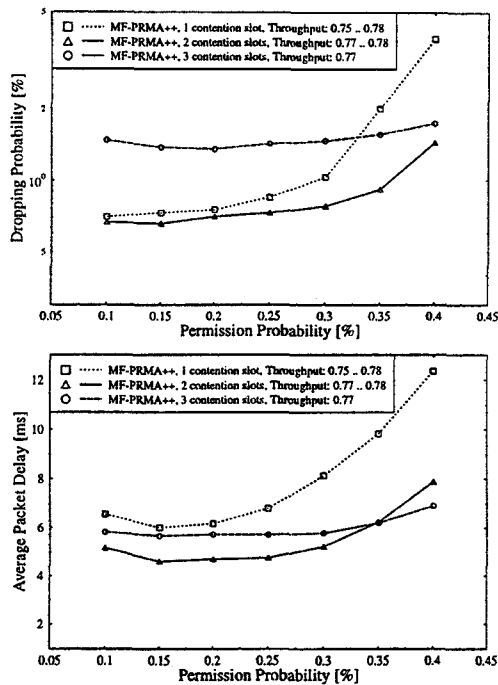 5
MF-PRMA++, 1 contention slot, Throughput: 0.75 .. 0.78
MF-PRMA++, 2 contention slots, Throughput: 0.77 .. 0.78
MF-PRMA++, 3 contention slots, Throughput: 0.77
2
10⁰
5
Dropping Probability [%]
0.05 0.1 0.15 0.2 0.25 0.3 0.35 0.4 0.45
Permission Probability [%]
MF-PRMA++, 1 contention slot, Throughput: 0.75 .. 0.78
MF-PRMA++, 2 contention slots, Throughput: 0.77 .. 0.78
MF-PRMA++, 3 contention slots, Throughput: 0.77
12
10
8
6
4
2
Average Packet Delay [ms]
0.05 0.1 0.15 0.2 0.25 0.3 0.35 0.4 0.45
Permission Probability [%]